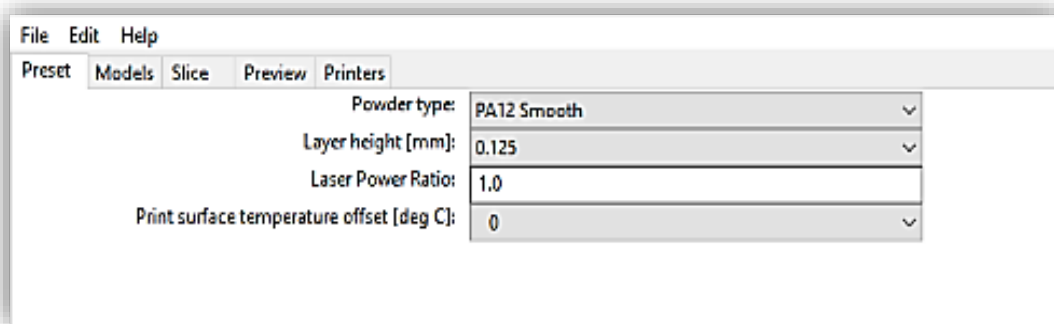 File Edit Help
Preset Models Slice Preview Printers
Powder type: PA12 Smooth
Layer height [mm]: 0.125
Laser Power Ratio: 1.0
Print surface temperature offset [deg C]: 0